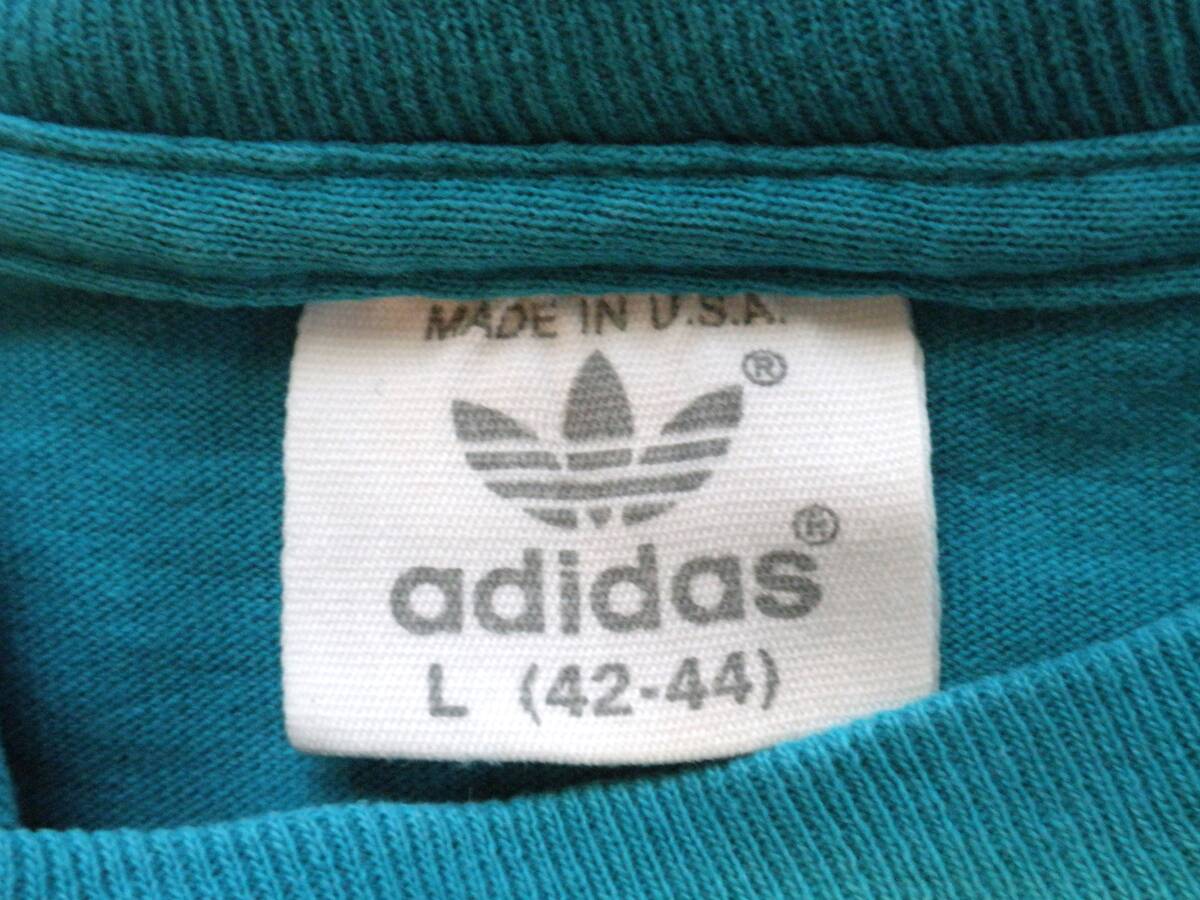 MADE IN U.S.A.
®
adidas®
L (42-44)